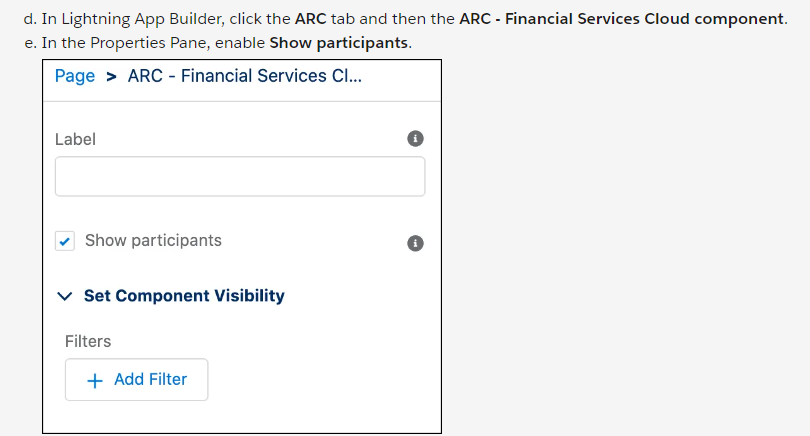 d. In Lightning App Builder, click the ARC tab and then the ARC - Financial Services Cloud component.
e. In the Properties Pane, enable Show participants.
Page > ARC - Financial Services Cl...
Label
Show participants
Set Component Visibility
Filters
+ Add Filter